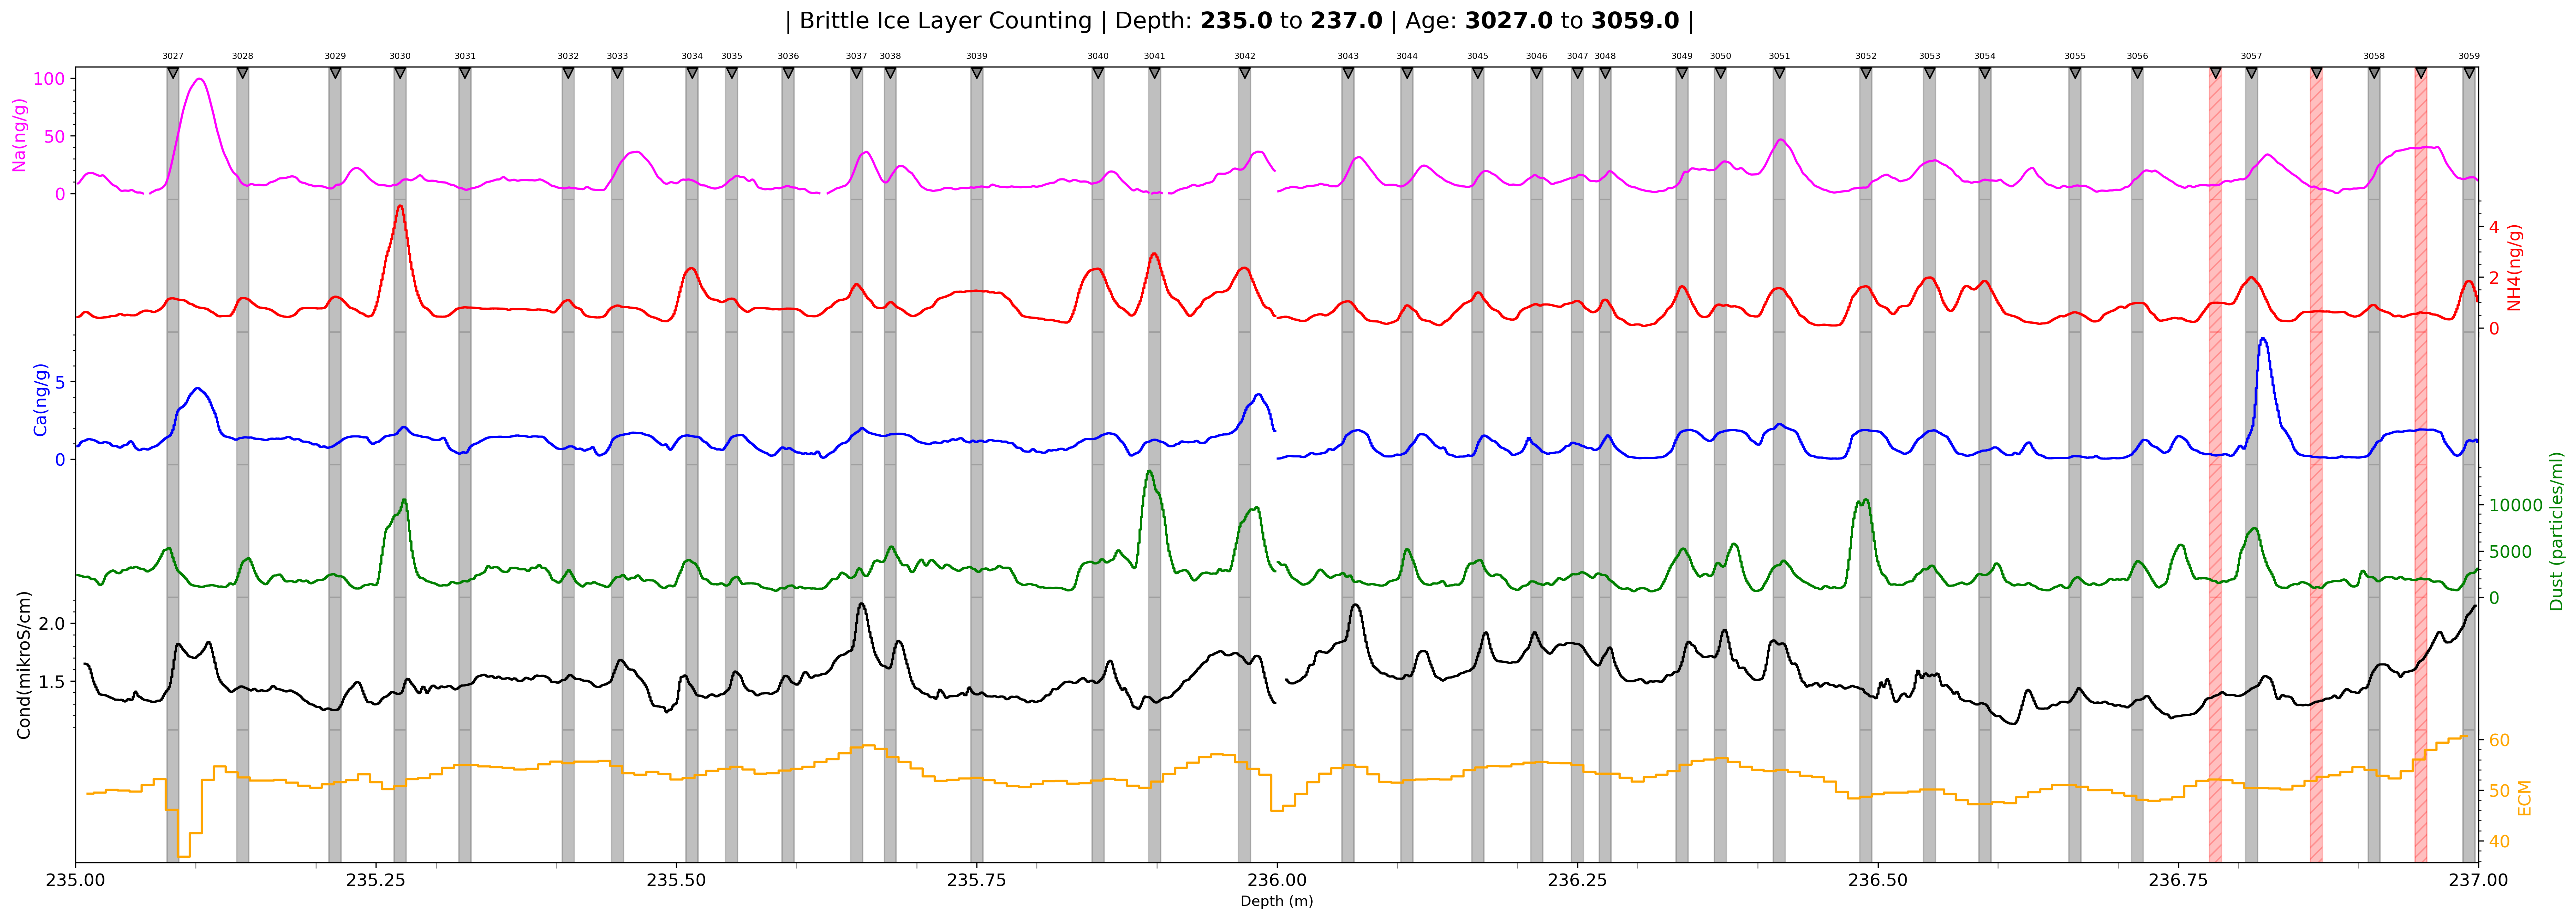 | Brittle Ice Layer Counting | Depth: 235.0 to 237.0 | Age: 3027.0 to 3059.0 |
3027 3028 3029 3030 3031 3032 3033 3034 3035 3036 3037 3038 3039 3040 3041 3042 3043 3044 3045 3046 3047 3048 3049 3050 3051 3052 3053 3054 3055 3056 3057 3058 3059
Na(ng/g)
100
50
0
NH4(ng/g)
4
2
0
Ca(ng/g)
5
0
Dust (particles/ml)
10000
5000
0
Cond(mikroS/cm)
2.0
1.5
ECM
60
50
40
235.00 235.25 235.50 235.75 236.00 236.25 236.50 236.75 237.00
Depth (m)